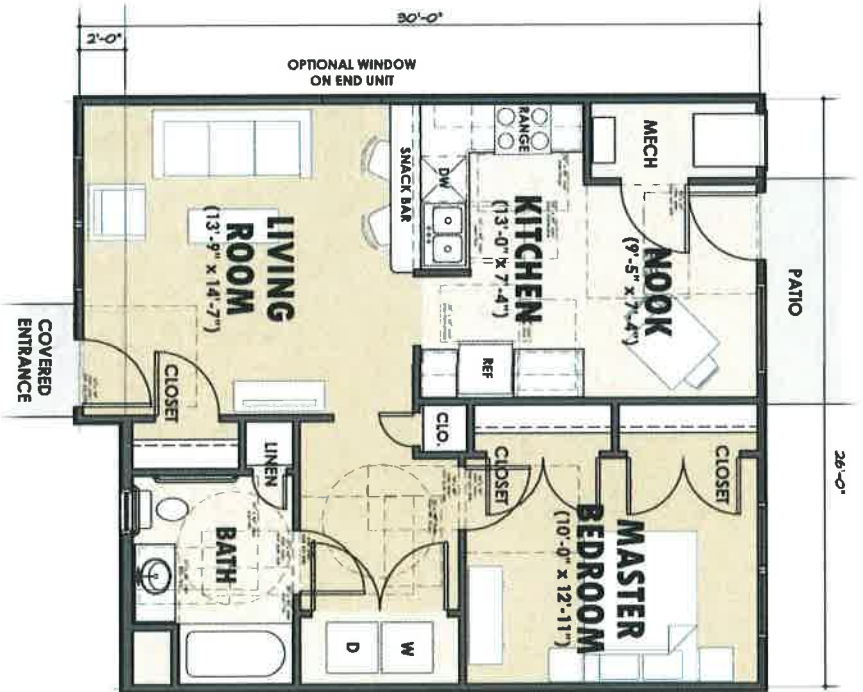 30'-0"
2'-0"
OPTIONAL WINDOW
ON END UNIT
MECH
RANGE
DW
SNACK BAR
KITCHEN
(13'-0" x 7'-4")
NOOK
(9'-5" x 7'-4")
PATIO
LIVING
ROOM
(13'-9" x 14'-7")
COVERED
ENTRANCE
REF
CLOSET
CLO.
LINEN
CLOSET
CLOSET
26'-0"
BATH
MASTER
BEDROOM
(10'-0" x 12'-11")
D
W